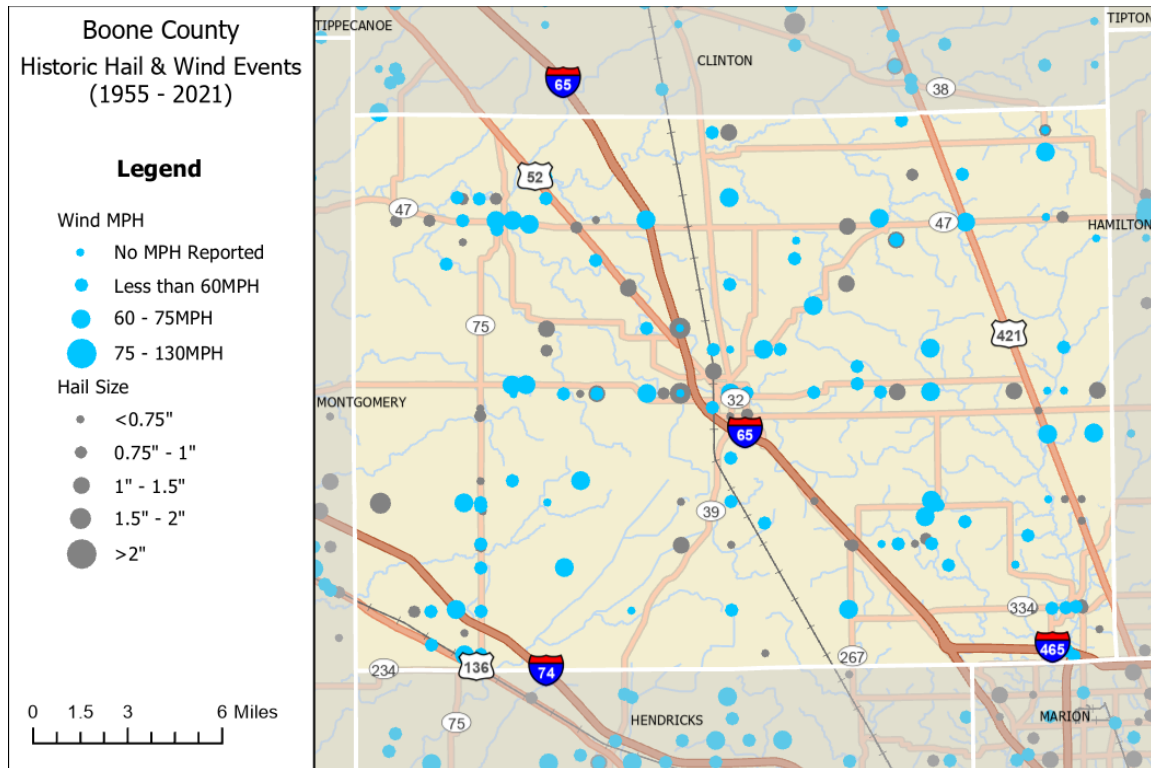 Boone County
Historic Hail & Wind Events
(1955 - 2021)
Legend
Wind MPH
No MPH Reported
Less than 60MPH
60 - 75MPH
75 - 130MPH
Hail Size
<0.75"
0.75" - 1"
1" - 1.5"
1.5" - 2"
>2"
0 1.5 3 6 Miles
TIPPECANOE
TIPTON
CLINTON
65
38
52
47
47
HAMILTON
75
421
MONTGOMERY
32
65
39
334
465
267
234
136
74
75
HENDRICKS
MARION